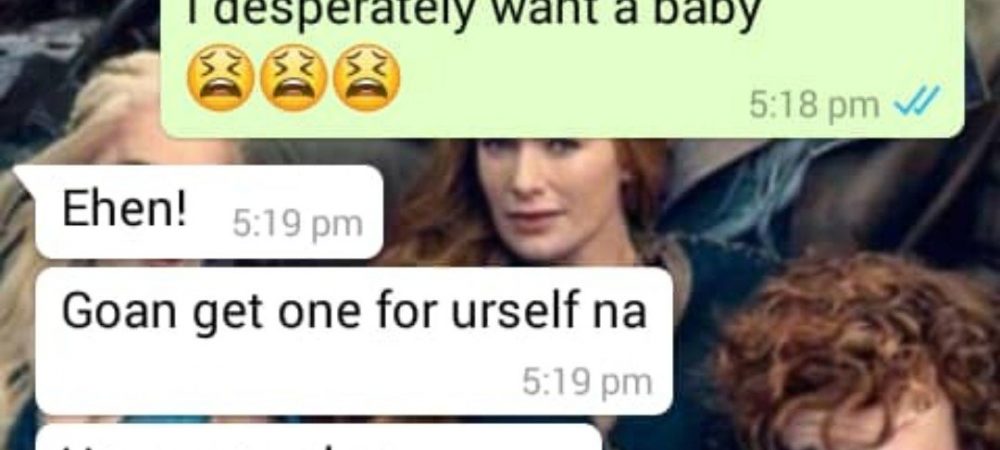 I desperately want a baby
😫😫😫
5:18 pm
Ehen!
5:19 pm
Goan get one for urself na
5:19 pm